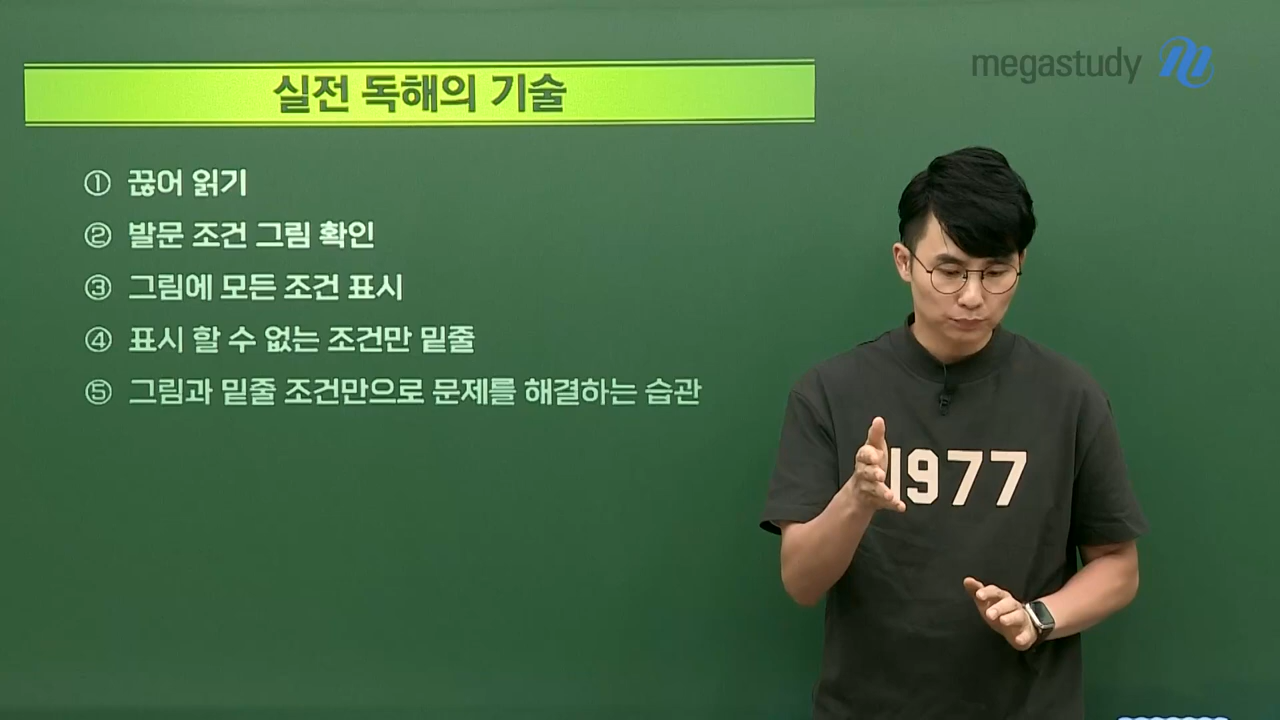 megastudy
실전 독해의 기술
① 끊어 읽기
② 발문 조건 그림 확인
③ 그림에 모든 조건 표시
④ 표시 할 수 없는 조건만 밑줄
⑤ 그림과 밑줄 조건만으로 문제를 해결하는 습관
1977